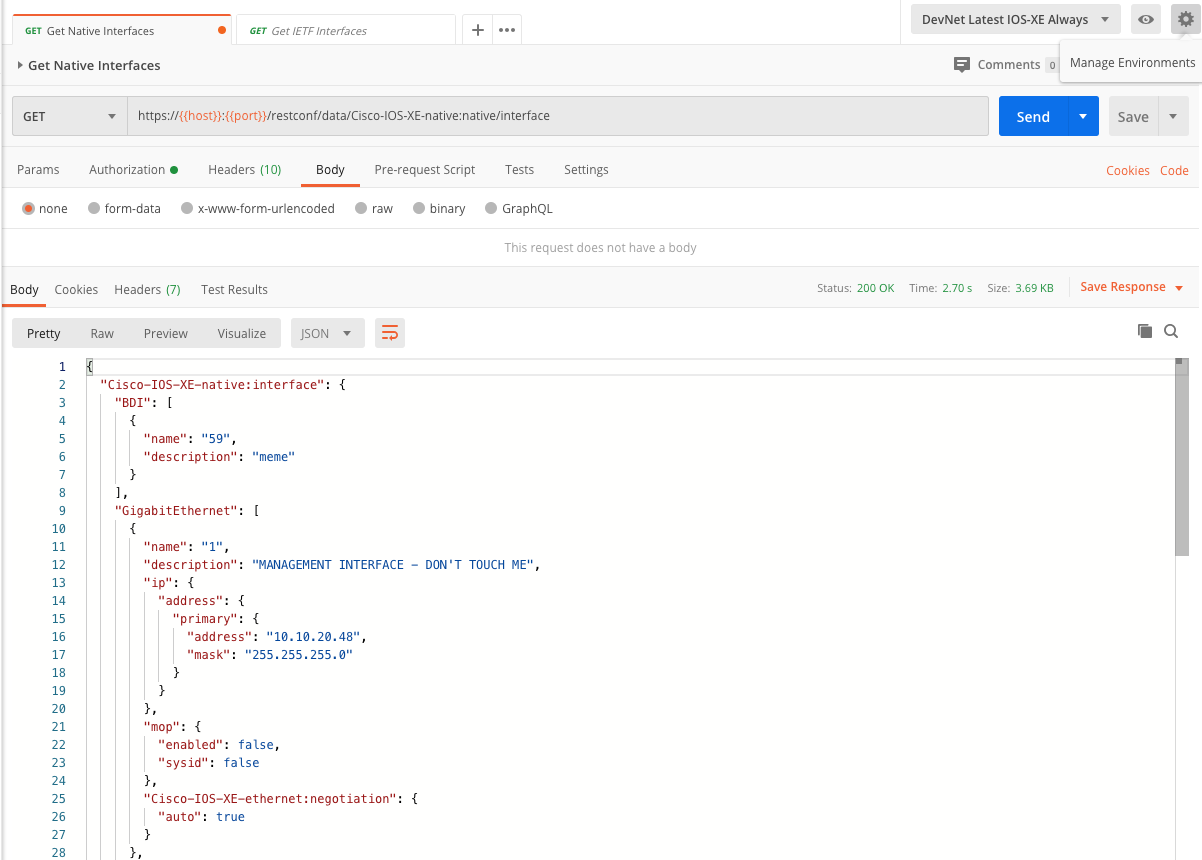 GET Get Native Interfaces
GET Get IETF Interfaces
DevNet Latest IOS-XE Always
Get Native Interfaces
Comments 0
Manage Environments
GET
https://{{host}}:{{port}}/restconf/data/Cisco-IOS-XE-native:native/interface
Send
Save
Params Authorization Headers (10) Body Pre-request Script Tests Settings Cookies Code
none form-data x-www-form-urlencoded raw binary GraphQL
This request does not have a body
Body Cookies Headers (7) Test Results Status: 200 OK Time: 2.70 s Size: 3.69 KB Save Response
Pretty Raw Preview Visualize JSON
1 {
2 "Cisco-IOS-XE-native:interface": {
3 "BDI": [
4 {
5 "name": "59",
6 "description": "meme"
7 }
8 ],
9 "GigabitEthernet": [
10 {
11 "name": "1",
12 "description": "MANAGEMENT INTERFACE - DON'T TOUCH ME",
13 "ip": {
14 "address": {
15 "primary": {
16 "address": "10.10.20.48",
17 "mask": "255.255.255.0"
18 }
19 }
20 },
21 "mop": {
22 "enabled": false,
23 "sysid": false
24 },
25 "Cisco-IOS-XE-ethernet:negotiation": {
26 "auto": true
27 }
28 },